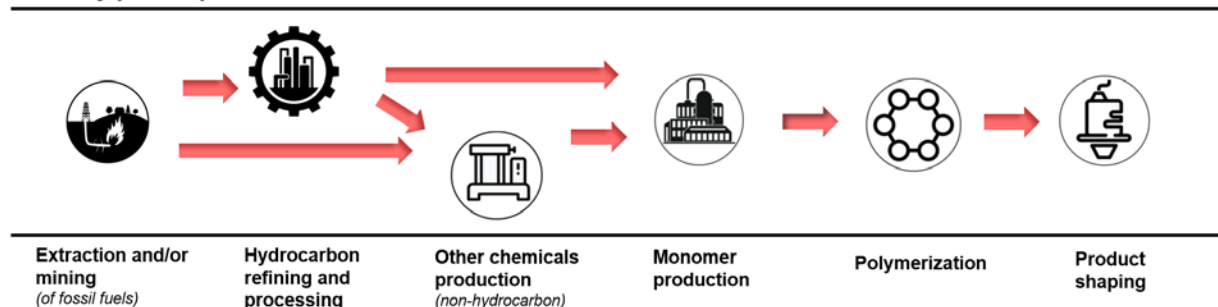 Extraction and/or
mining
(of fossil fuels)
Hydrocarbon
refining and
processing
Other chemicals
production
(non-hydrocarbon)
Monomer
production
Polymerization
Product
shaping